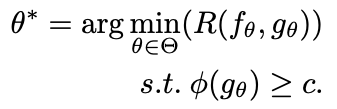 θ* = arg min_{θ∈Θ}(R(f_θ, g_θ))
s.t. ϕ(g_θ) ≥ c.